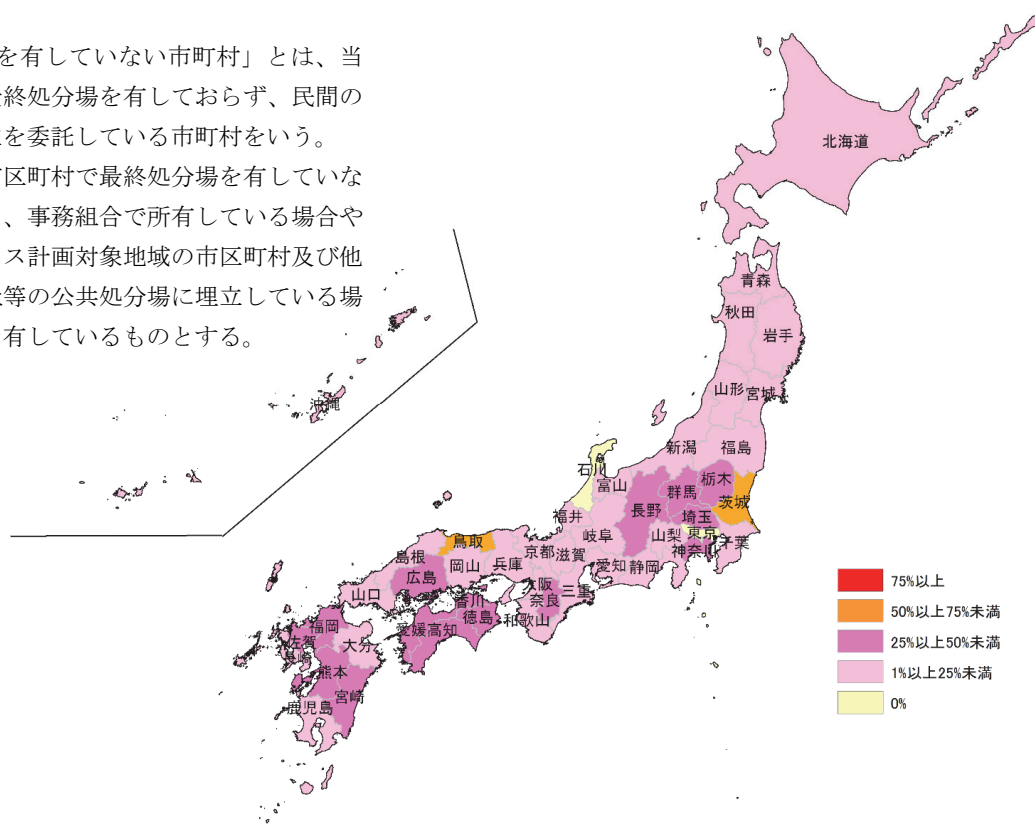 を有していない市町村」とは、当
終処分場を有しておらず、民間の
を委託している市町村をいう。
区町村で最終処分場を有していな
、事務組合で所有している場合や
ス計画対象地域の市区町村及び他
等の公共処分場に埋立している場
有しているものとする。
北海道
青森
秋田
岩手
山形
宮城
沖縄
新潟
福島
石川
富山
栃木
群馬
茨城
長野
福井
埼玉
岐阜
山梨
東京
神奈川
千葉
鳥取
島根
京都
滋賀
岡山
兵庫
愛知
静岡
広島
大阪
三重
山口
香川
奈良
徳島
和歌山
福岡
愛媛
高知
佐賀
大分
長崎
熊本
宮崎
鹿児島
75%以上
50%以上75%未満
25%以上50%未満
1%以上25%未満
0%